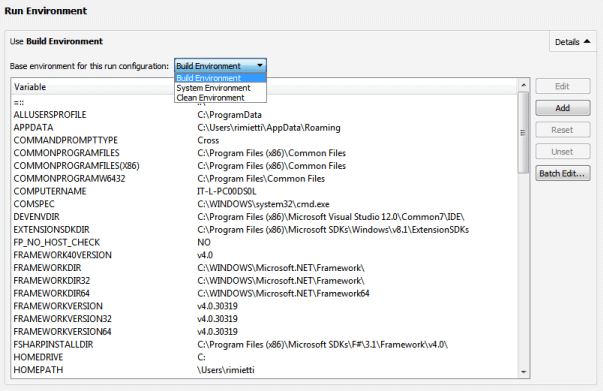 Run Environment
Use Build Environment
Details
Base environment for this run configuration: Build Environment
Build Environment
System Environment
Clean Environment
Variable
Edit
=::
::\
ALLUSERSPROFILE C:\ProgramData
Add
APPDATA C:\Users\rimietti\AppData\Roaming
COMMANDPROMPTTYPE Cross
Reset
COMMONPROGRAMFILES C:\Program Files (x86)\Common Files
COMMONPROGRAMFILES(X86) C:\Program Files (x86)\Common Files
Unset
COMMONPROGRAMW6432 C:\Program Files\Common Files
Batch Edit...
COMPUTERNAME IT-L-PC00DS0L
COMSPEC C:\WINDOWS\system32\cmd.exe
DEVENVDIR C:\Program Files (x86)\Microsoft Visual Studio 12.0\Common7\IDE\
EXTENSIONSDKDIR C:\Program Files (x86)\Microsoft SDKs\Windows\v8.1\ExtensionSDKs
FP_NO_HOST_CHECK NO
FRAMEWORK40VERSION v4.0
FRAMEWORKDIR C:\WINDOWS\Microsoft.NET\Framework\
FRAMEWORKDIR32 C:\WINDOWS\Microsoft.NET\Framework\
FRAMEWORKDIR64 C:\WINDOWS\Microsoft.NET\Framework64
FRAMEWORKVERSION v4.0.30319
FRAMEWORKVERSION32 v4.0.30319
FRAMEWORKVERSION64 v4.0.30319
FSHARPINSTALLDIR C:\Program Files (x86)\Microsoft SDKs\F#\3.1\Framework\v4.0\
HOMEDRIVE C:
HOMEPATH \Users\rimietti